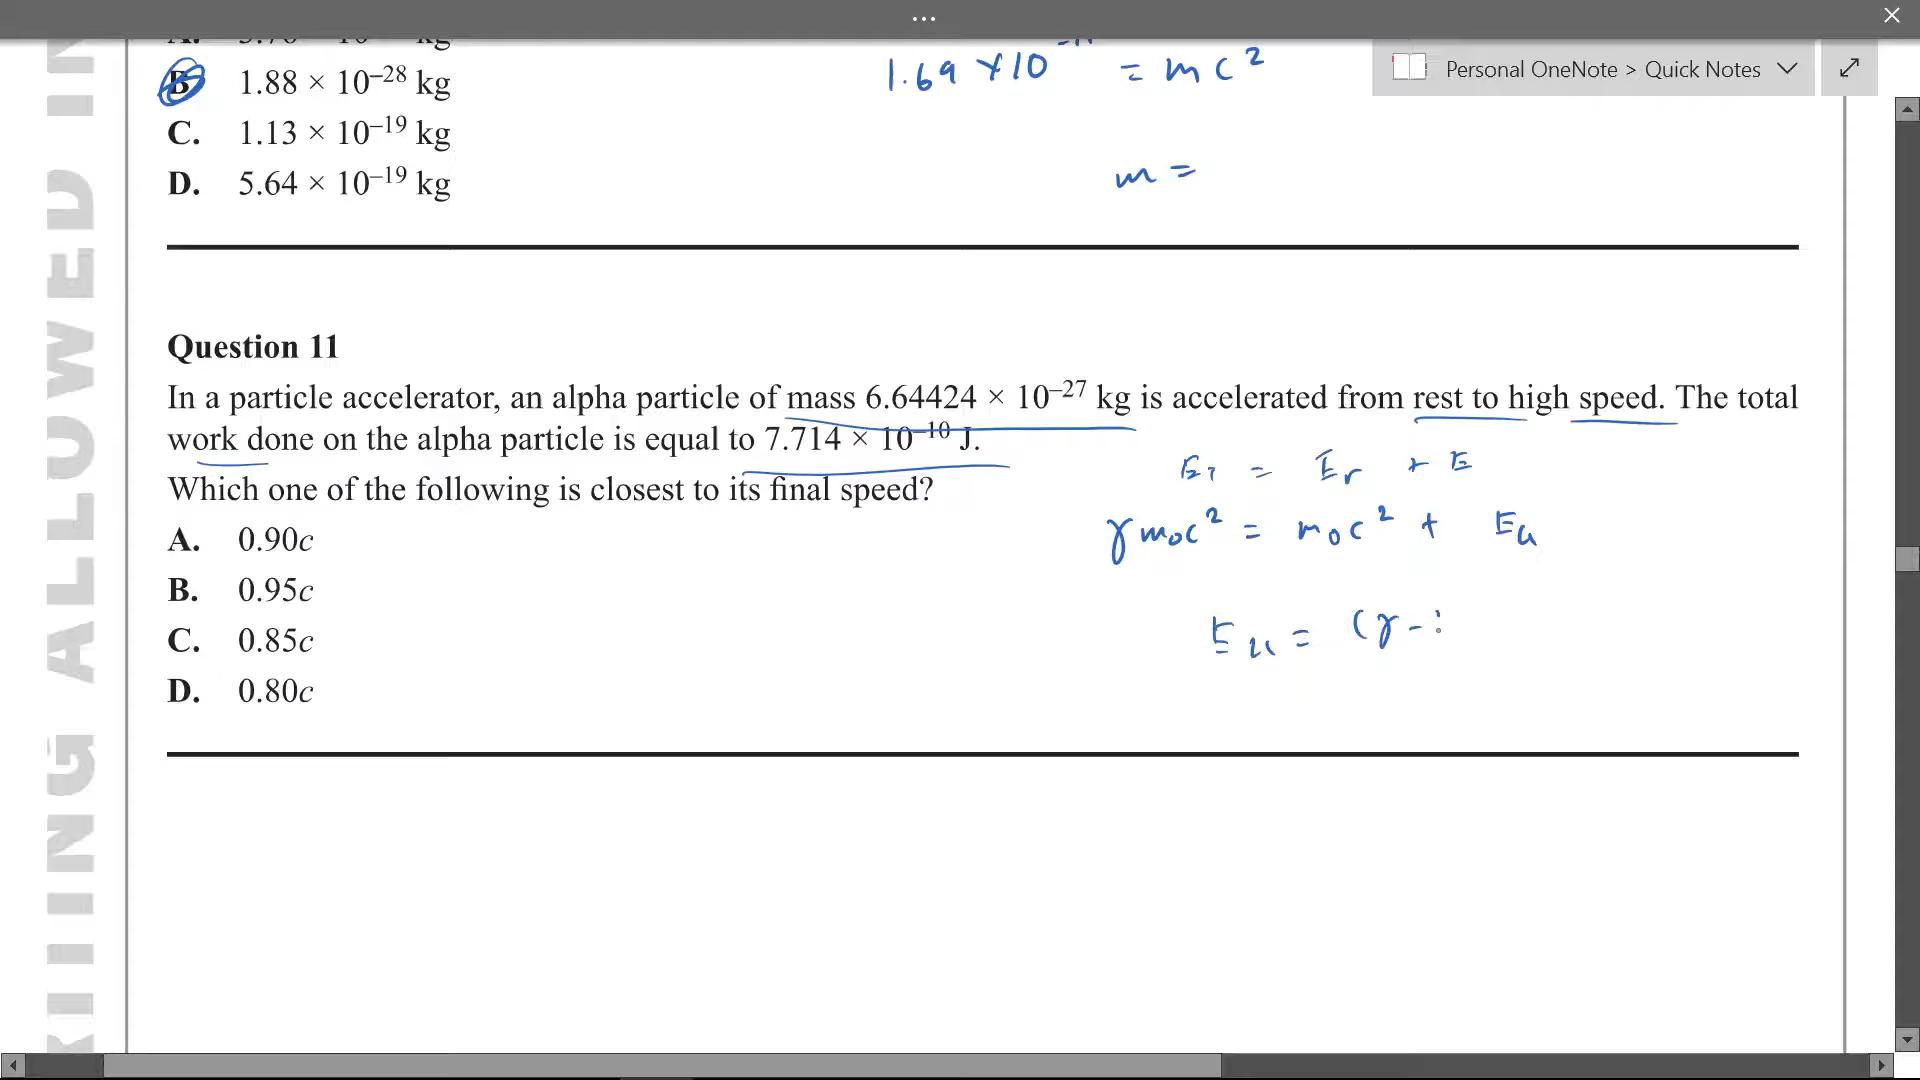 Personal OneNote > Quick Notes
B. 1.88 × 10⁻²⁸ kg
C. 1.13 × 10⁻¹⁹ kg
D. 5.64 × 10⁻¹⁹ kg
1.69 × 10 = mc²
m =
Question 11
In a particle accelerator, an alpha particle of mass 6.64424 × 10⁻²⁷ kg is accelerated from rest to high speed. The total
work done on the alpha particle is equal to 7.714 × 10⁻¹⁰ J.
Which one of the following is closest to its final speed?
A. 0.90c
B. 0.95c
C. 0.85c
D. 0.80c
E_T = E_r + E
γm₀c² = m₀c² + E_k
E_k = (γ -